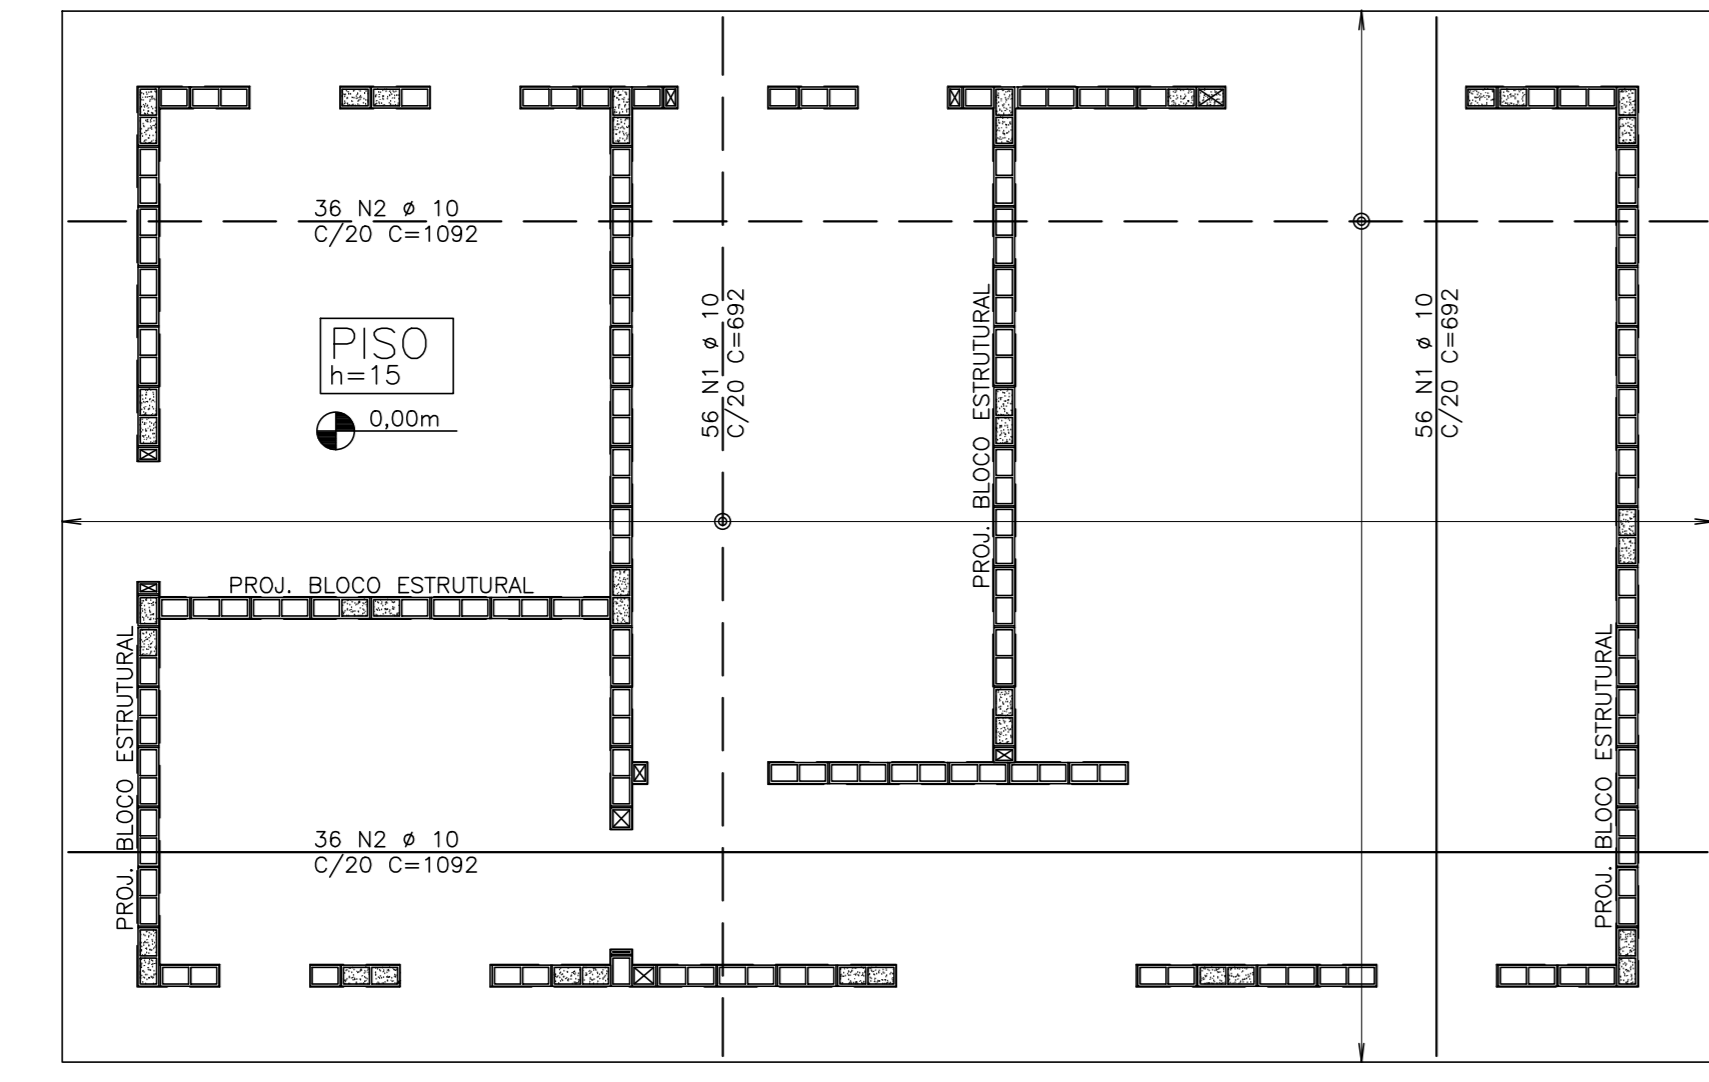 36 N2 ø 10
C/20 C=1092
PISO
h=15
0,00m
56 N1 ø 10
C/20 C=692
PROJ. BLOCO ESTRUTURAL
56 N1 ø 10
C/20 C=692
PROJ. BLOCO ESTRUTURAL
PROJ. BLOCO ESTRUTURAL
PROJ. BLOCO ESTRUTURAL
36 N2 ø 10
C/20 C=1092